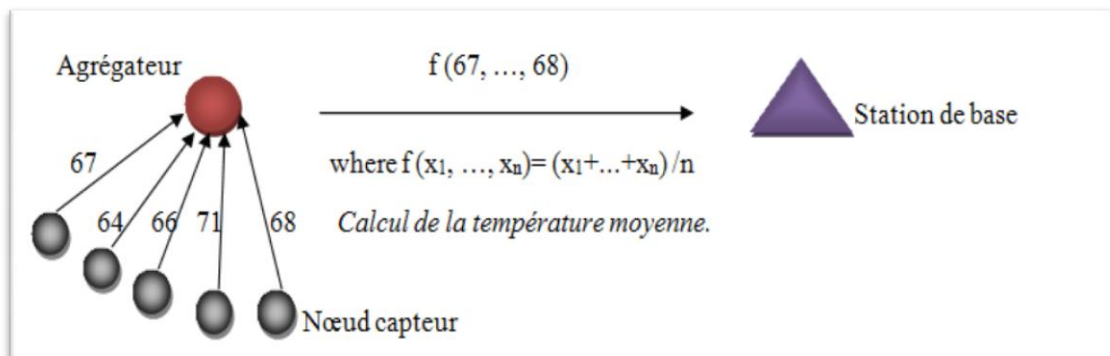 Agrégateur
f (67, ..., 68)
Station de base
67
where f (x₁, ..., xₙ)= (x₁+...+xₙ) /n
64 66 71 68
Calcul de la température moyenne.
Nœud capteur